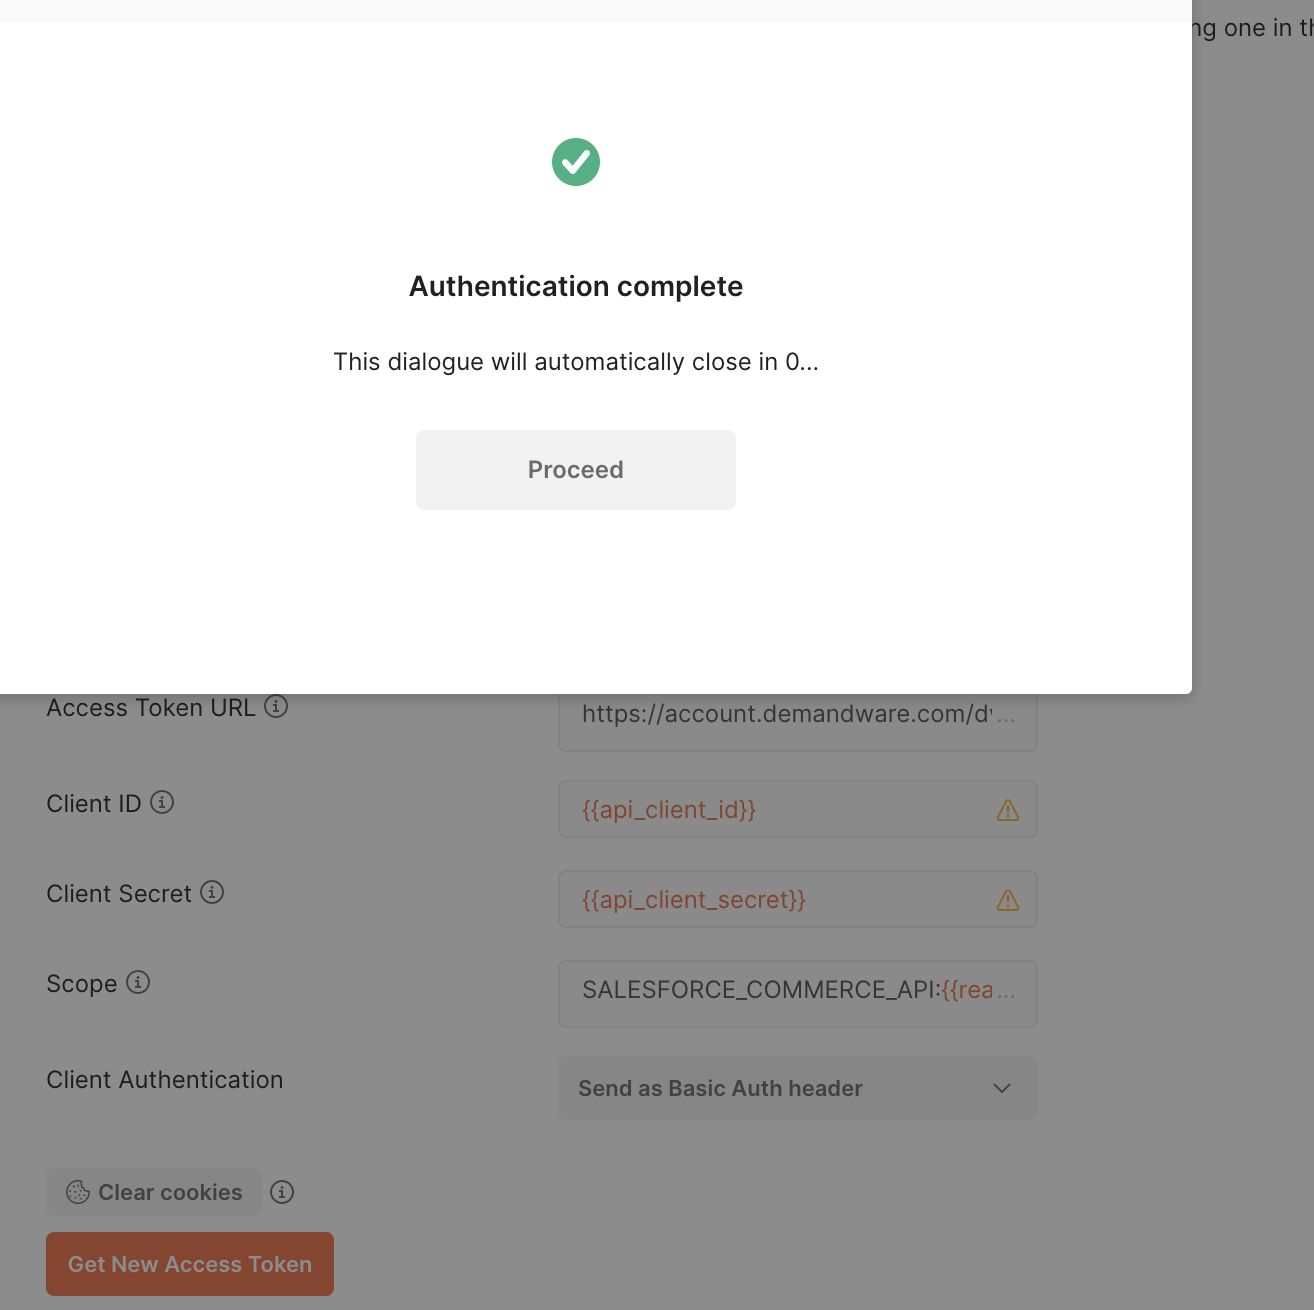 ng one in th
Authentication complete
This dialogue will automatically close in 0...
Proceed
Access Token URL
https://account.demandware.com/d ...
Client ID
{{api_client_id}}
Client Secret
{{api_client_secret}}
Scope
SALESFORCE_COMMERCE_API:{{rea...
Client Authentication
Send as Basic Auth header
Clear cookies
Get New Access Token